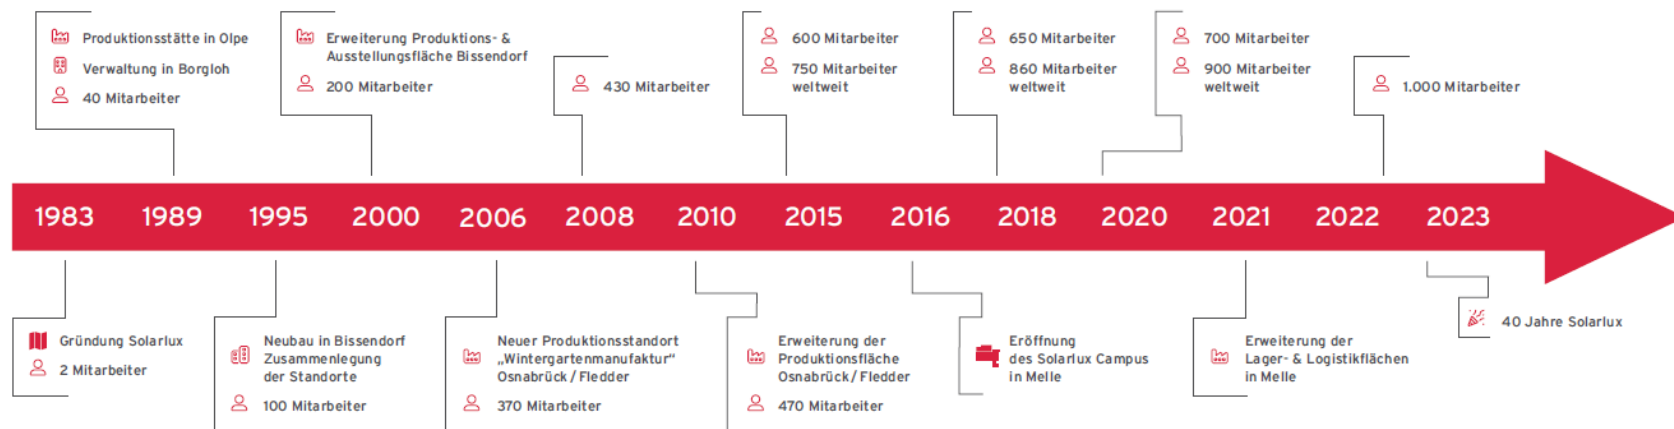 Produktionsstätte in Olpe
Verwaltung in Borgloh
40 Mitarbeiter
Erweiterung Produktions- &
Ausstellungsfläche Bissendorf
200 Mitarbeiter
430 Mitarbeiter
600 Mitarbeiter
750 Mitarbeiter
weltweit
650 Mitarbeiter
860 Mitarbeiter
weltweit
700 Mitarbeiter
900 Mitarbeiter
weltweit
1.000 Mitarbeiter
1983 1989 1995 2000 2006 2008 2010 2015 2016 2018 2020 2021 2022 2023
Gründung Solarlux
2 Mitarbeiter
Neubau in Bissendorf
Zusammenlegung
der Standorte
100 Mitarbeiter
Neuer Produktionsstandort
„Wintergartenmanufaktur“
Osnabrück / Fledder
370 Mitarbeiter
Erweiterung der
Produktionsfläche
Osnabrück / Fledder
470 Mitarbeiter
Eröffnung
des Solarlux Campus
in Melle
Erweiterung der
Lager- & Logistikflächen
in Melle
40 Jahre Solarlux